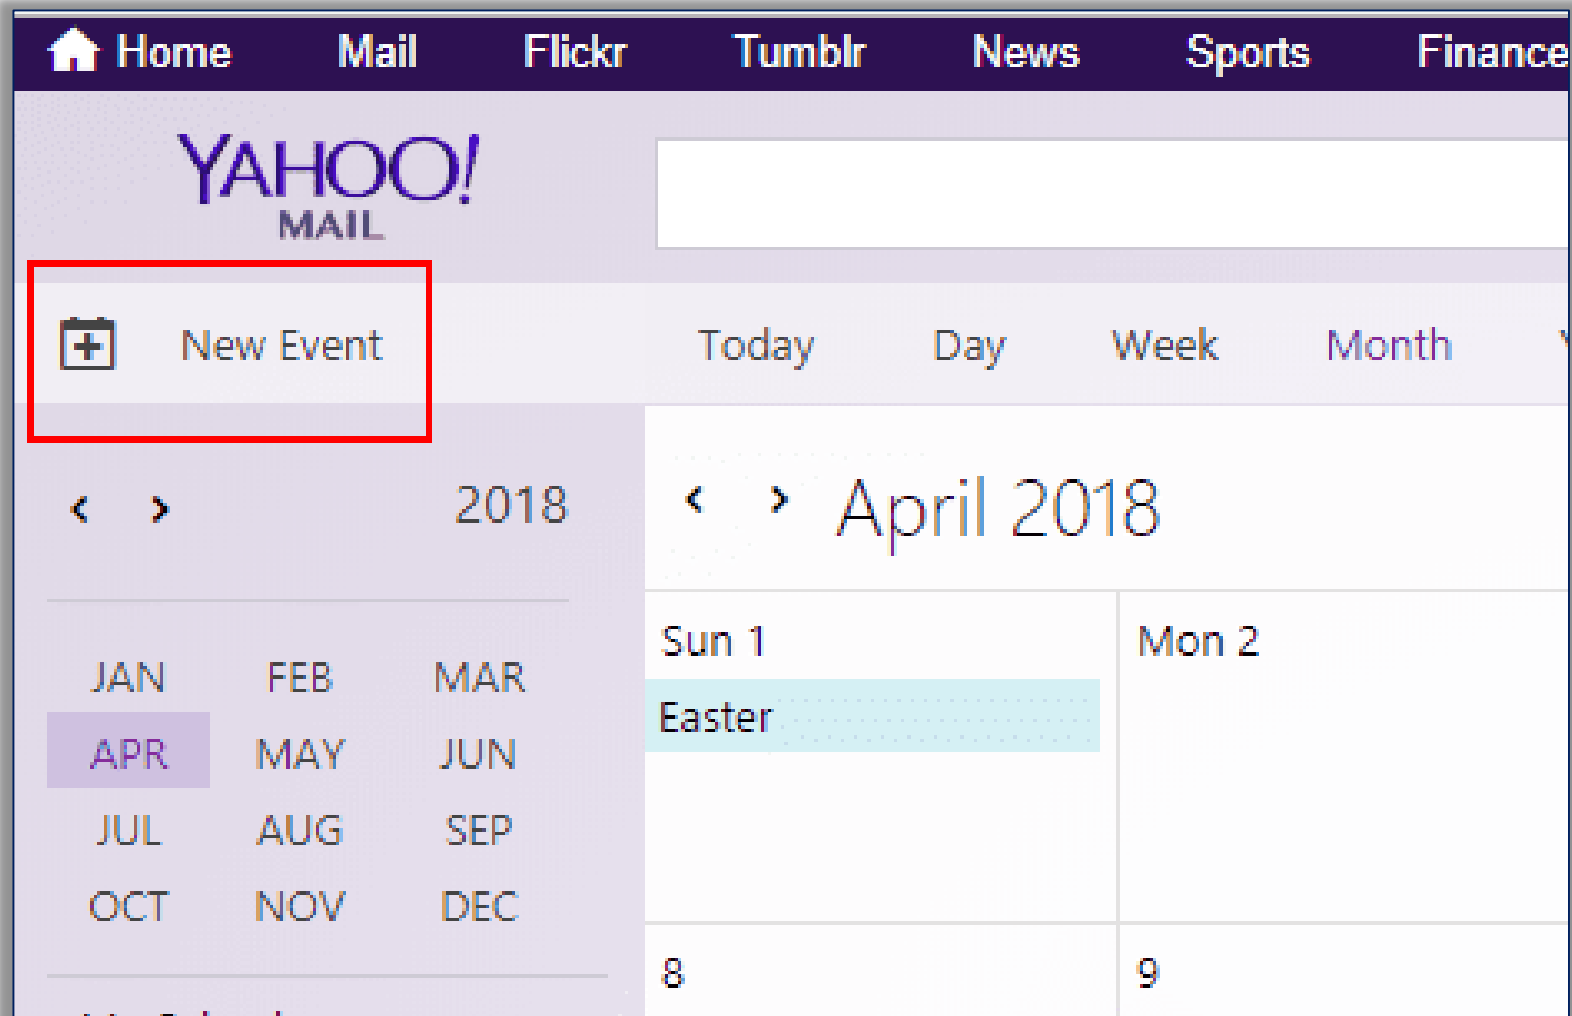 Home Mail Flickr Tumblr News Sports Finance
YAHOO!
MAIL
New Event Today Day Week Month
2018
April 2018
Sun 1 Mon 2
Easter
JAN FEB MAR
APR MAY JUN
JUL AUG SEP
OCT NOV DEC
8 9